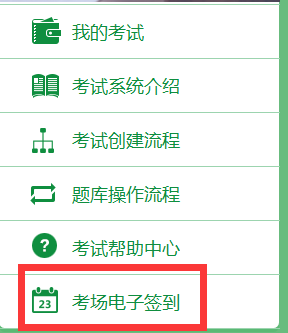 我的考试
考试系统介绍
考试创建流程
题库操作流程
?
考试帮助中心
23
考场电子签到